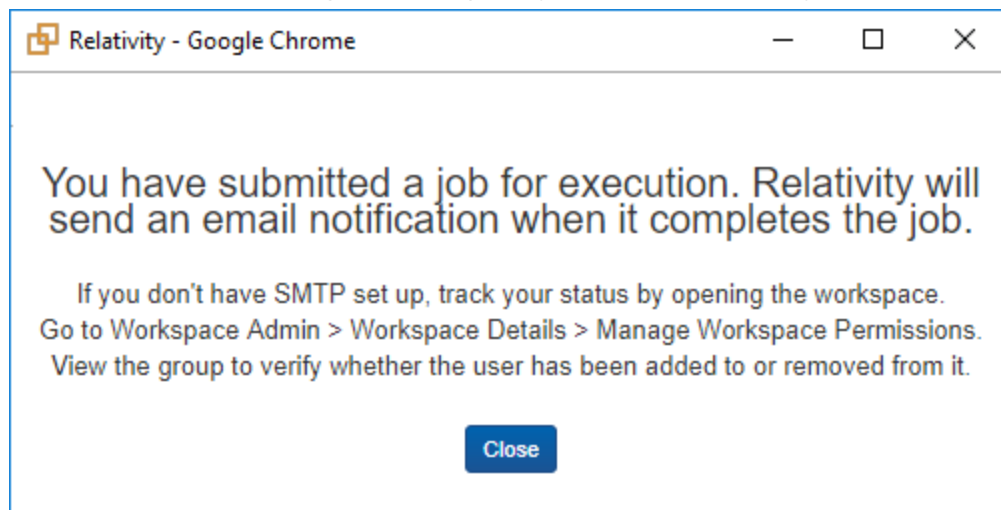 Relativity - Google Chrome
You have submitted a job for execution. Relativity will
send an email notification when it completes the job.
If you don't have SMTP set up, track your status by opening the workspace.
Go to Workspace Admin > Workspace Details > Manage Workspace Permissions.
View the group to verify whether the user has been added to or removed from it.
Close